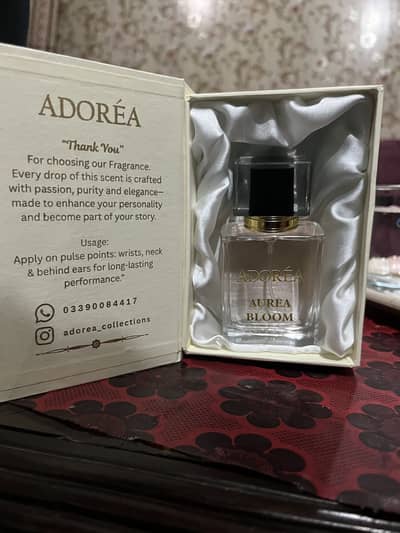 ADORÉA
"Thank You"
For choosing our Fragrance.
Every drop of this scent is crafted
with passion, purity and elegance—
made to enhance your personality
and become part of your story.
Usage:
Apply on pulse points: wrists, neck
& behind ears for long-lasting
performance."
03390084417
adorea_collections
ADORÉA
AUREA
BLOOM